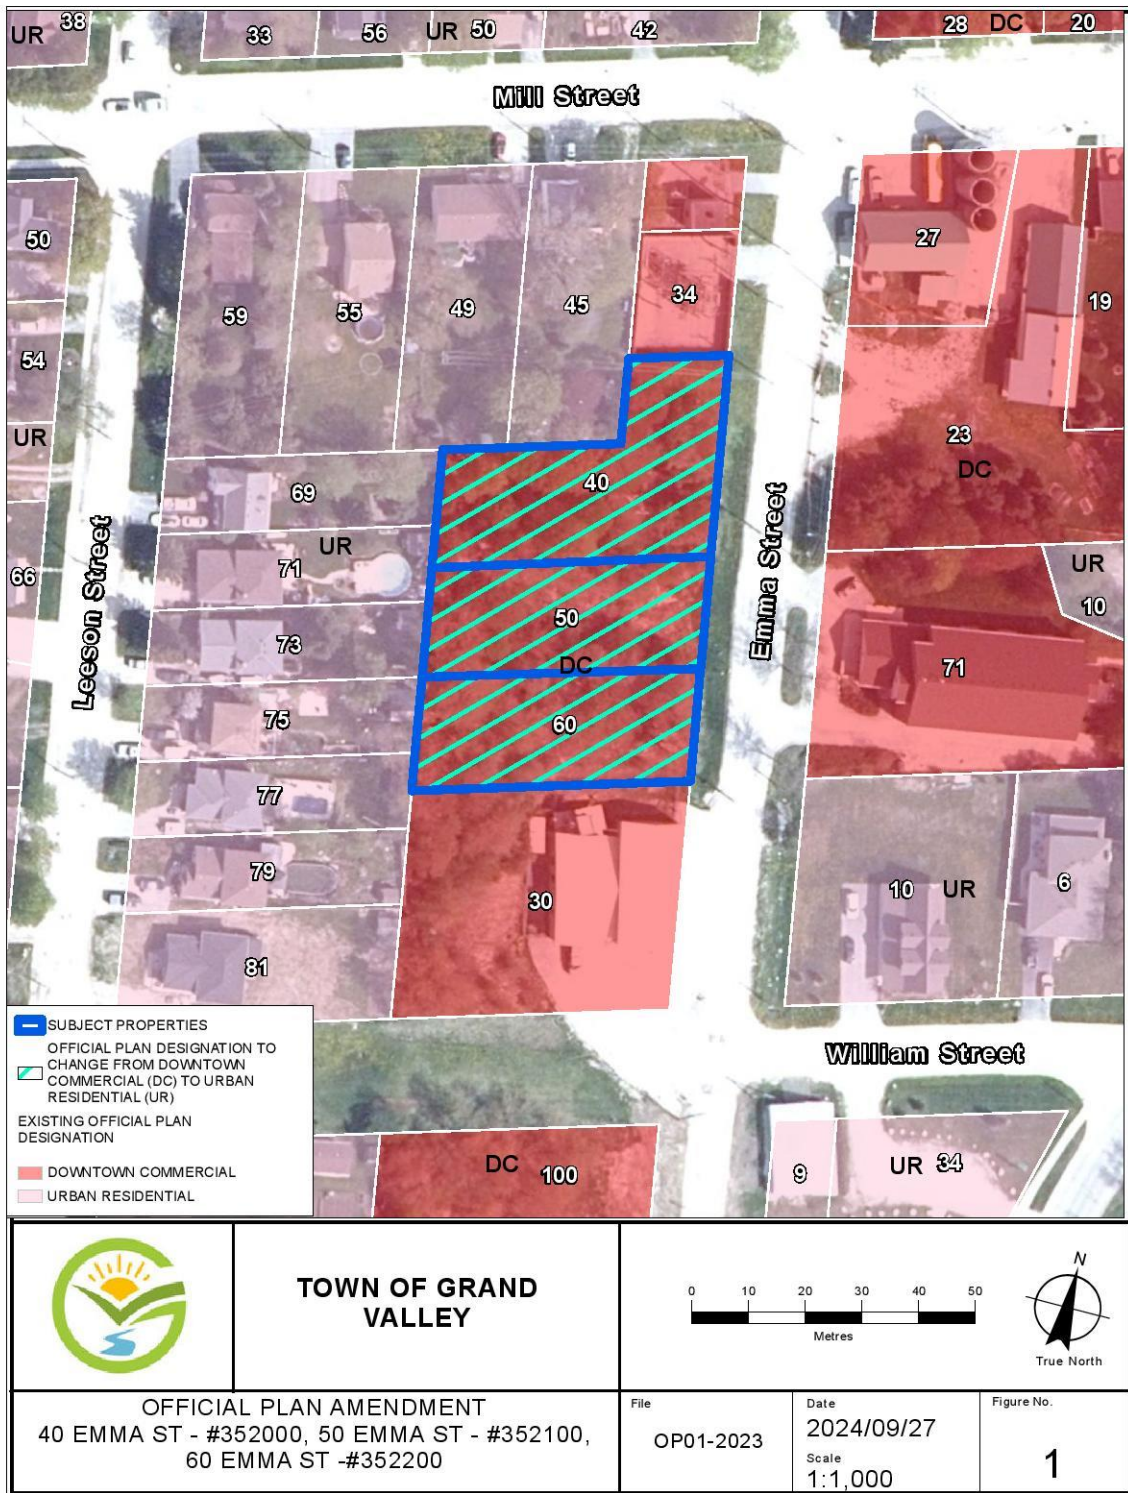 UR
38
33
56
UR
50
42
28
DC
20
Mill Street
50
59
55
49
45
34
27
19
54
UR
69
40
23
DC
66
Leeson Street
UR
71
50
Emma Street
UR
10
73
DC
71
75
60
77
79
30
10
UR
6
81
SUBJECT PROPERTIES
OFFICIAL PLAN DESIGNATION TO
CHANGE FROM DOWNTOWN
COMMERCIAL (DC) TO URBAN
RESIDENTIAL (UR)
EXISTING OFFICIAL PLAN
DESIGNATION
DOWNTOWN COMMERCIAL
URBAN RESIDENTIAL
William Street
DC
100
9
UR
34
TOWN OF GRAND
VALLEY
0 10 20 30 40 50
Metres
N
True North
OFFICIAL PLAN AMENDMENT
40 EMMA ST - #352000, 50 EMMA ST - #352100,
60 EMMA ST -#352200
File
OP01-2023
Date
2024/09/27
Scale
1:1,000
Figure No.
1